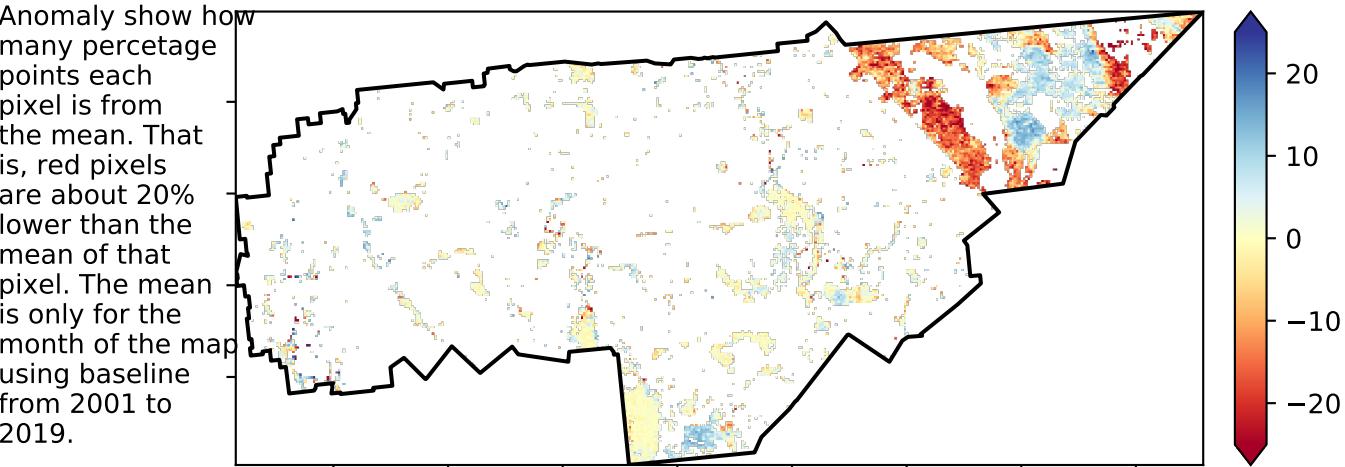 Anomaly show how
many percetage
points each
pixel is from
the mean. That
is, red pixels
are about 20%
lower than the
mean of that
pixel. The mean
is only for the
month of the map
using baseline
from 2001 to
2019.
20
10
0
−10
−20